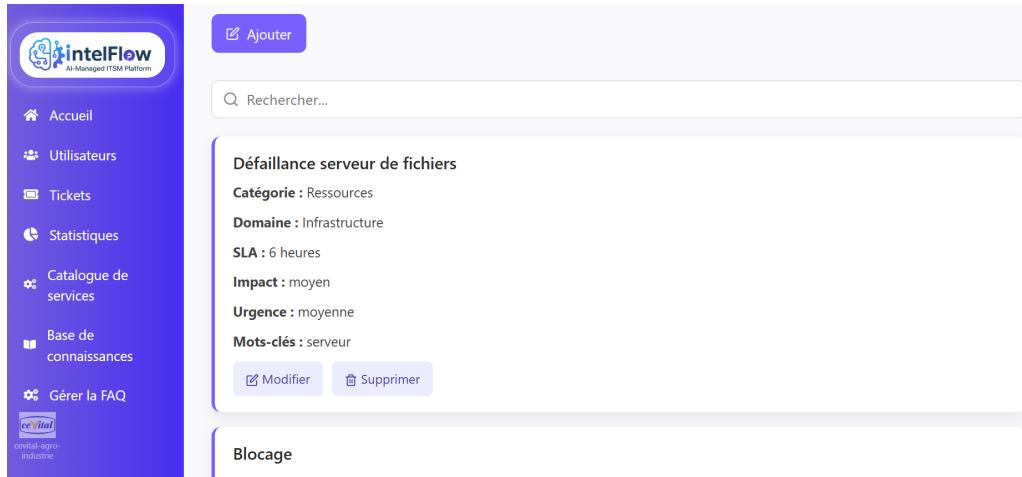 intelFlow
AI-Managed ITSM Platform
Accueil
Utilisateurs
Tickets
Statistiques
Catalogue de
services
Base de
connaissances
Gérer la FAQ
cevital
cevital-agro-
industrie
Ajouter
Rechercher...
Défaillance serveur de fichiers
Catégorie : Ressources
Domaine : Infrastructure
SLA : 6 heures
Impact : moyen
Urgence : moyenne
Mots-clés : serveur
Modifier
Supprimer
Blocage